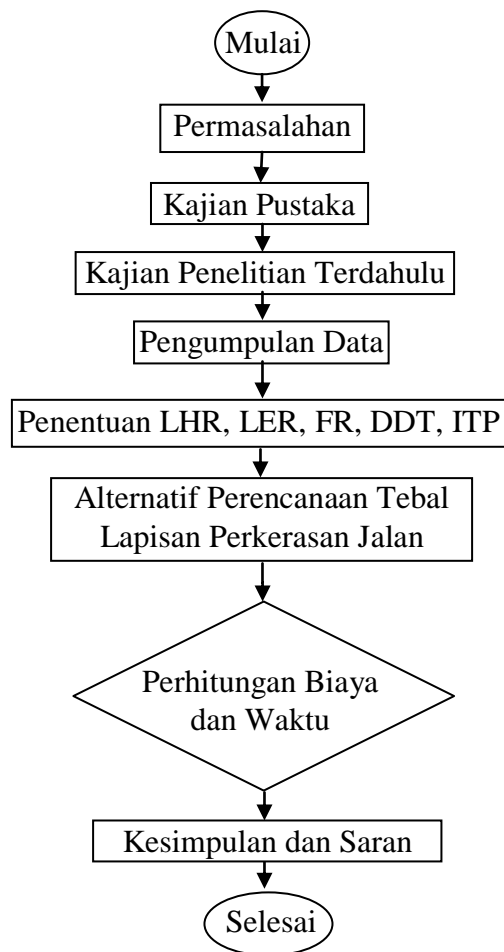 Mulai
Permasalahan
Kajian Pustaka
Kajian Penelitian Terdahulu
Pengumpulan Data
Penentuan LHR, LER, FR, DDT, ITP
Alternatif Perencanaan Tebal
Lapisan Perkerasan Jalan
Perhitungan Biaya
dan Waktu
Kesimpulan dan Saran
Selesai